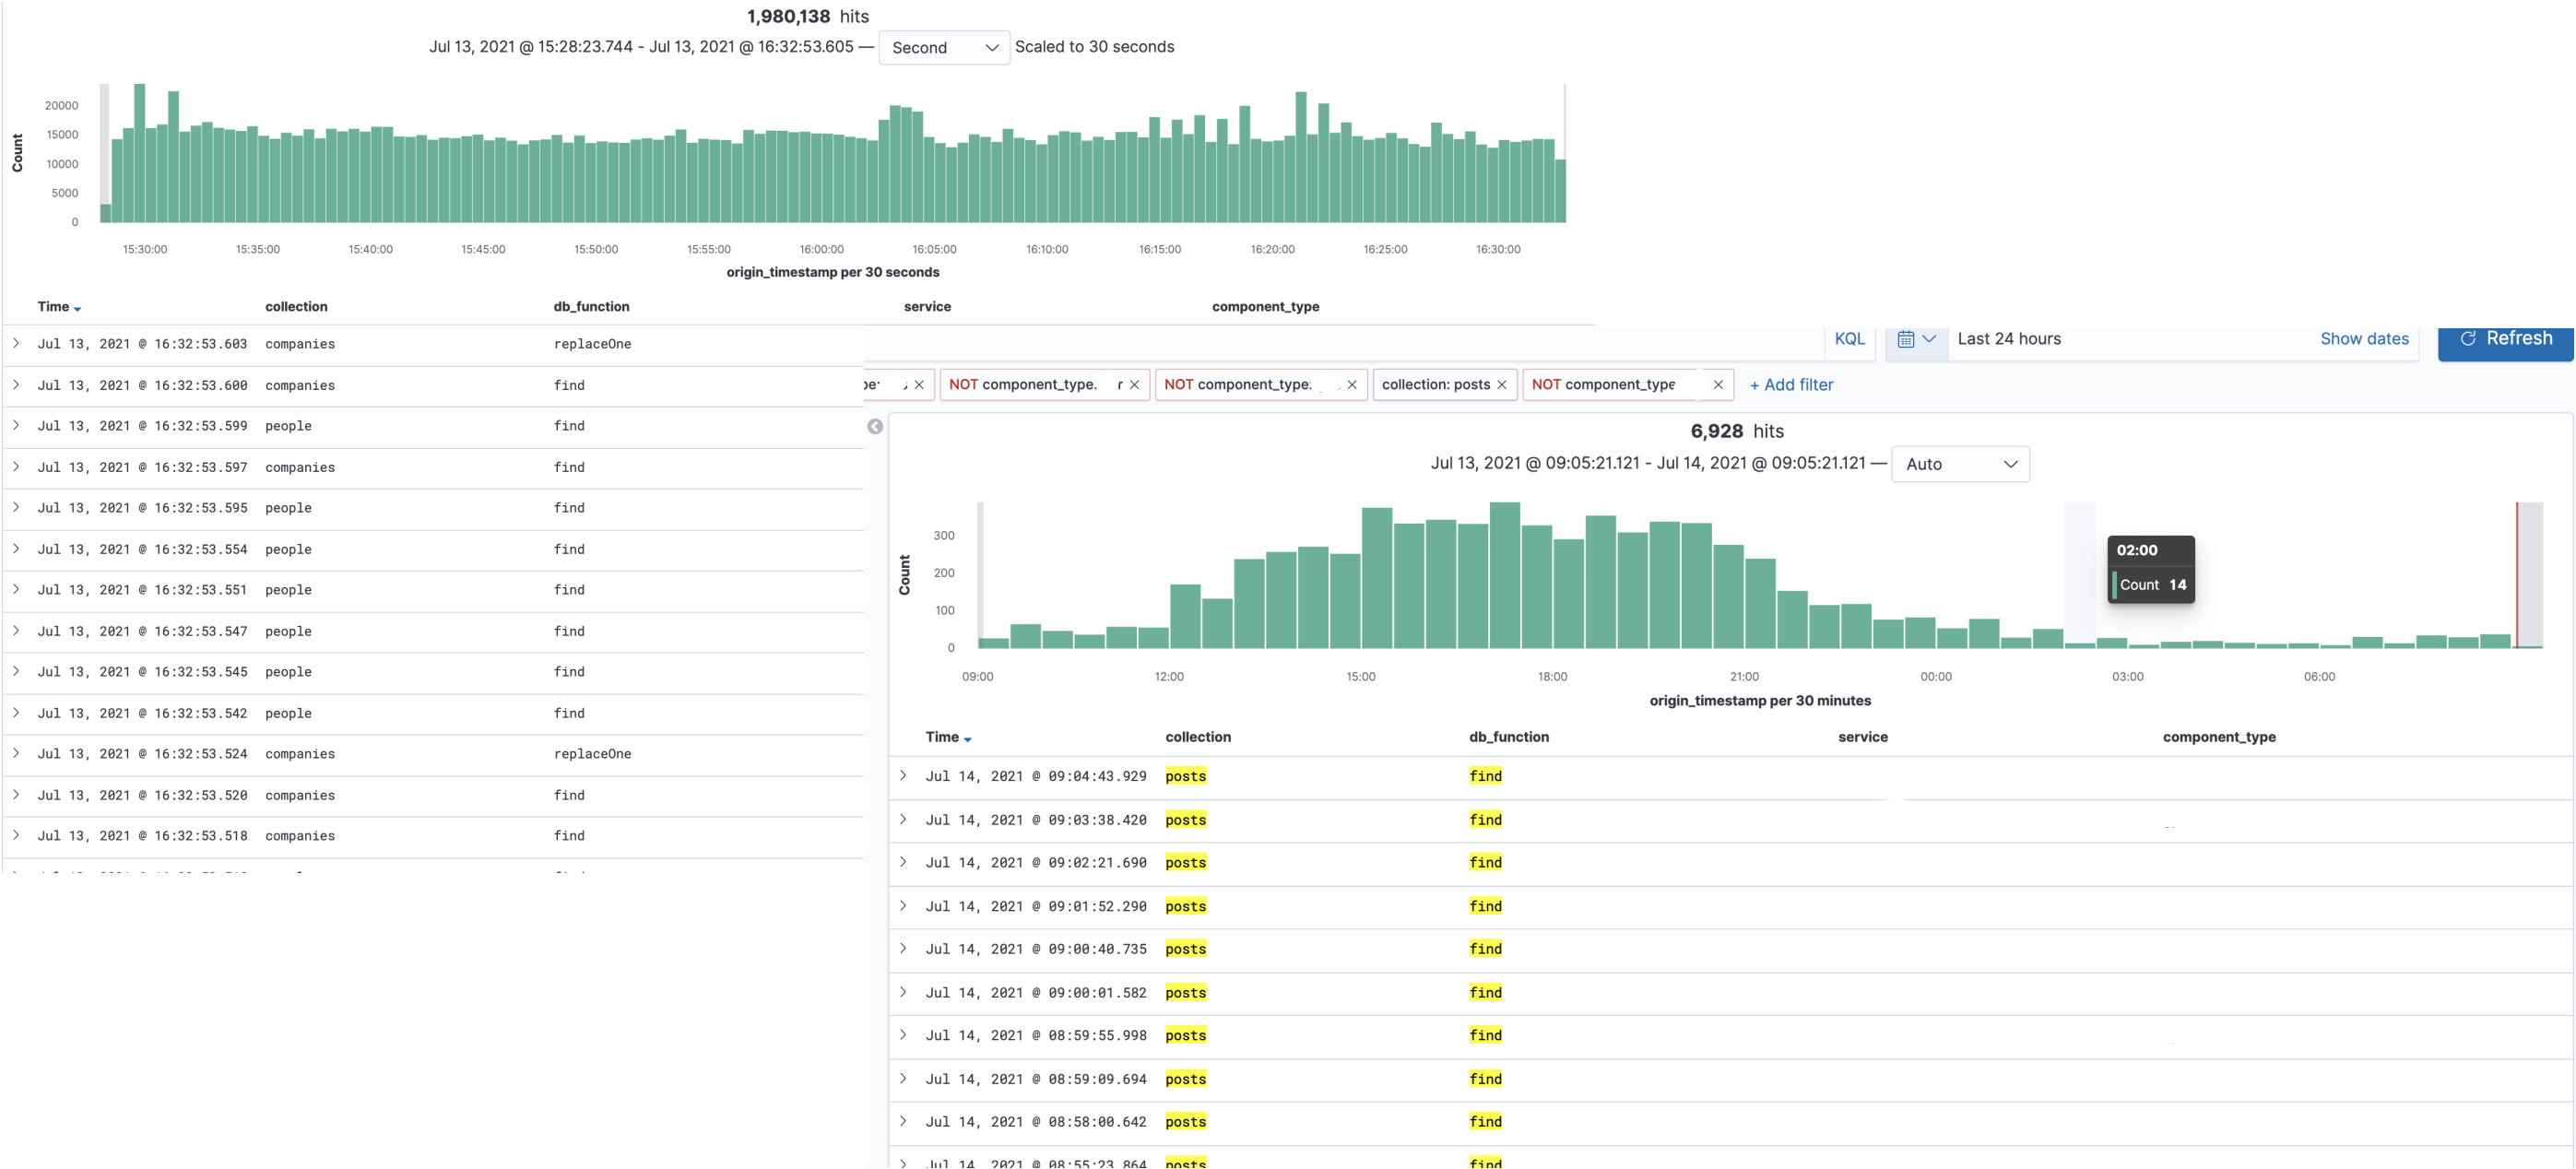 1,980,138 hits
Jul 13, 2021 @ 15:28:23.744 - Jul 13, 2021 @ 16:32:53.605 — Second Scaled to 30 seconds
Count
20000
15000
10000
5000
0
15:30:00 15:35:00 15:40:00 15:45:00 15:50:00 15:55:00 16:00:00 16:05:00 16:10:00 16:15:00 16:20:00 16:25:00 16:30:00
origin_timestamp per 30 seconds
Time collection db_function service component_type
Jul 13, 2021 @ 16:32:53.603 companies replaceOne
Jul 13, 2021 @ 16:32:53.600 companies find
Jul 13, 2021 @ 16:32:53.599 people find
Jul 13, 2021 @ 16:32:53.597 companies find
Jul 13, 2021 @ 16:32:53.595 people find
Jul 13, 2021 @ 16:32:53.554 people find
Jul 13, 2021 @ 16:32:53.551 people find
Jul 13, 2021 @ 16:32:53.547 people find
Jul 13, 2021 @ 16:32:53.545 people find
Jul 13, 2021 @ 16:32:53.542 people find
Jul 13, 2021 @ 16:32:53.524 companies replaceOne
Jul 13, 2021 @ 16:32:53.520 companies find
Jul 13, 2021 @ 16:32:53.518 companies find
KQL Last 24 hours Show dates Refresh
NOT component_type. NOT component_type. collection: posts NOT component_type + Add filter
6,928 hits
Jul 13, 2021 @ 09:05:21.121 - Jul 14, 2021 @ 09:05:21.121 — Auto
Count
300
200
100
0
02:00
Count 14
09:00 12:00 15:00 18:00 21:00 00:00 03:00 06:00
origin_timestamp per 30 minutes
Time collection db_function service component_type
Jul 14, 2021 @ 09:04:43.929 posts find
Jul 14, 2021 @ 09:03:38.420 posts find
Jul 14, 2021 @ 09:02:21.690 posts find
Jul 14, 2021 @ 09:01:52.290 posts find
Jul 14, 2021 @ 09:00:40.735 posts find
Jul 14, 2021 @ 09:00:01.582 posts find
Jul 14, 2021 @ 08:59:55.998 posts find
Jul 14, 2021 @ 08:59:09.694 posts find
Jul 14, 2021 @ 08:58:00.642 posts find
Jul 14, 2021 @ 08:55:23.864 posts find